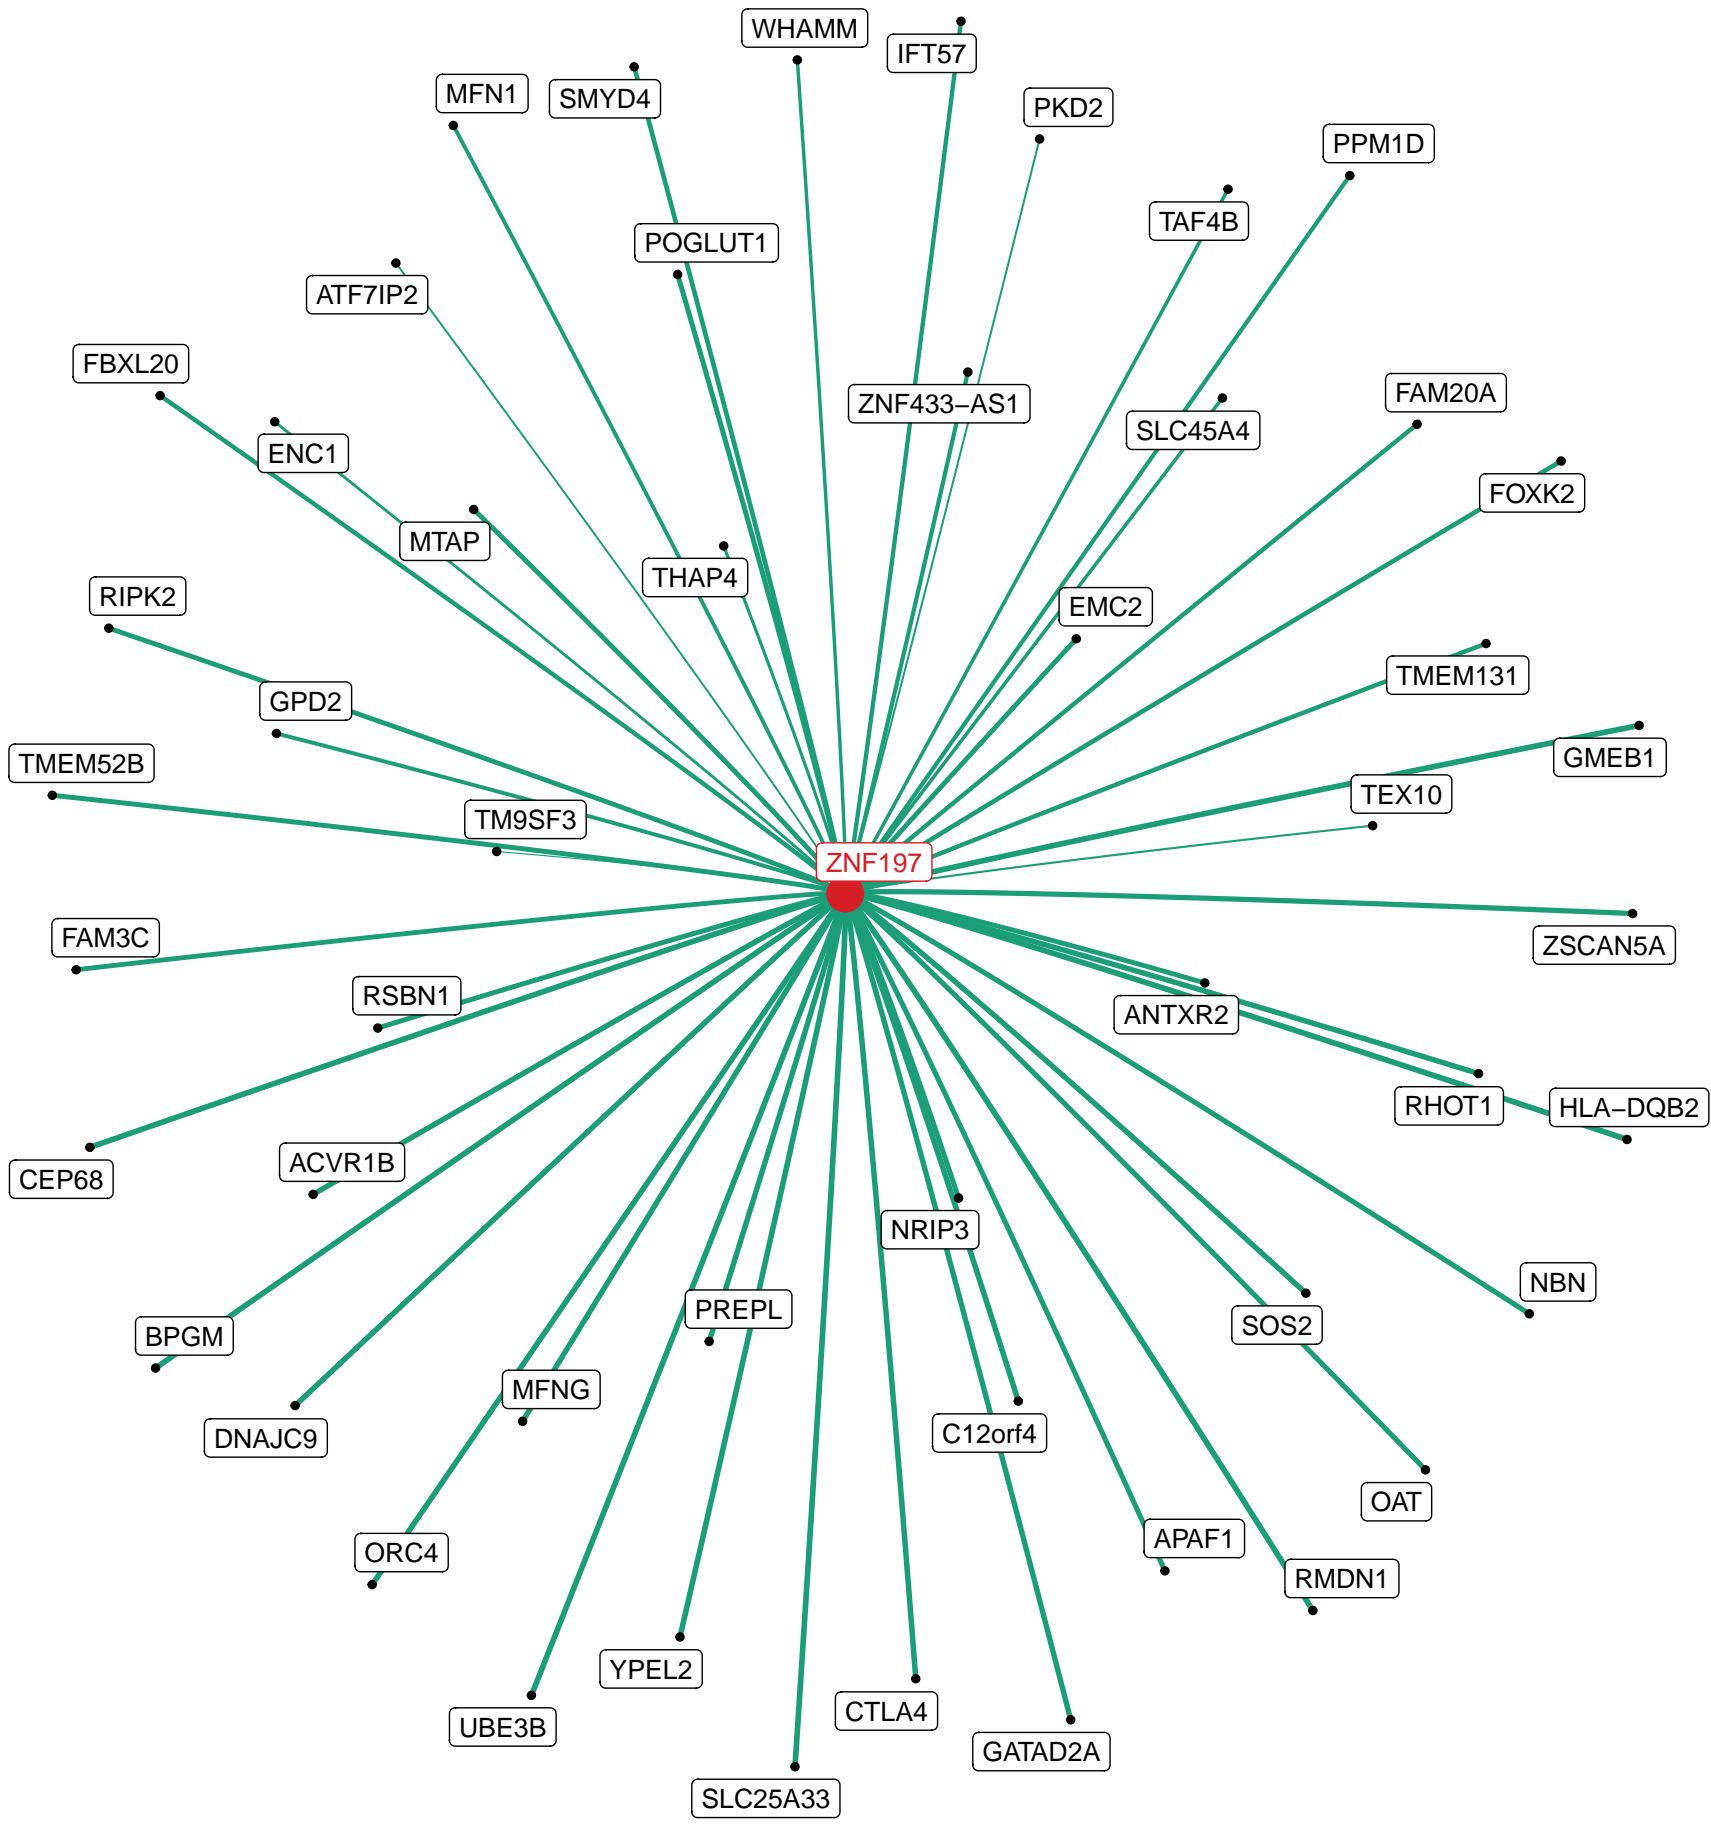 WHAMM
IFT57
MFN1
SMYD4
PKD2
PPM1D
TAF4B
POGLUT1
ATF7IP2
FBXL20
ZNF433−AS1
FAM20A
SLC45A4
ENC1
FOXK2
MTAP
THAP4
RIPK2
EMC2
TMEM131
GPD2
GMEB1
TMEM52B
TEX10
TM9SF3
ZNF197
FAM3C
ZSCAN5A
RSBN1
ANTXR2
RHOT1
HLA−DQB2
ACVR1B
CEP68
NRIP3
NBN
PREPL
SOS2
BPGM
MFNG
C12orf4
DNAJC9
OAT
APAF1
ORC4
RMDN1
YPEL2
CTLA4
UBE3B
GATAD2A
SLC25A33